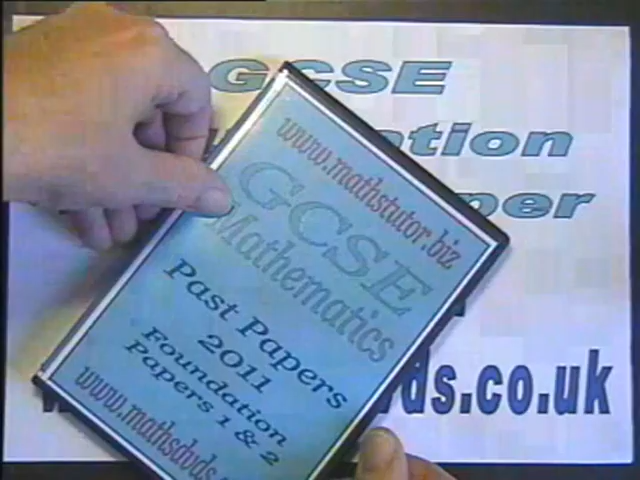 GCSE
ation
per
ds.co.uk
www.mathstutor.biz
GCSE
Mathematics
Past Papers
2011
Foundation
Papers 1 & 2
www.mathsdvds.c